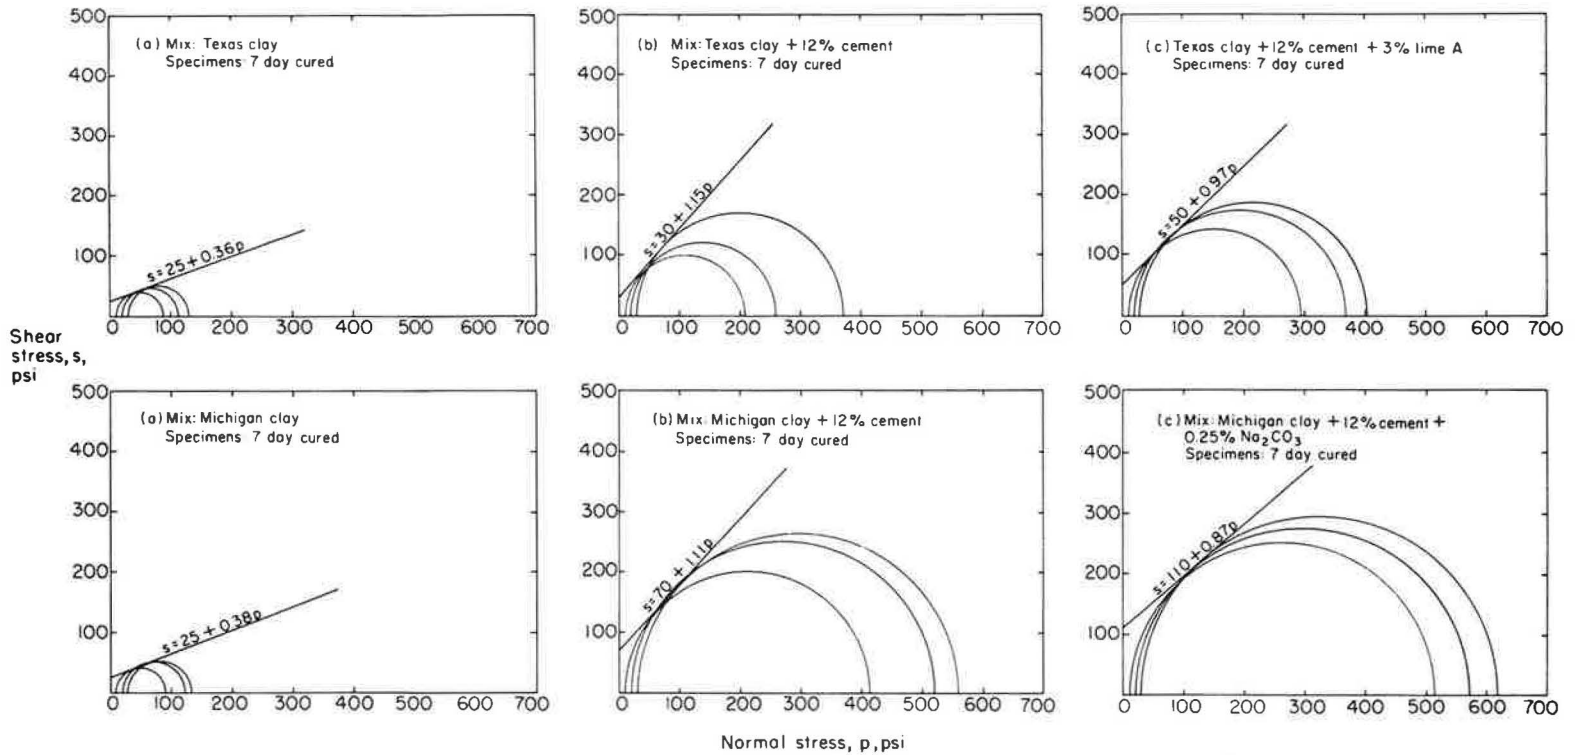 500
400
300
200
100
0 100 200 300 400 500 600 700
(a) Mix: Texas clay
Specimens: 7 day cured
s=25+0.36p
500
400
300
200
100
0 100 200 300 400 500 600 700
(b) Mix: Texas clay + 12% cement
Specimens: 7 day cured
s=30+1.15p
500
400
300
200
100
0 100 200 300 400 500 600 700
(c) Texas clay + 12% cement + 3% lime A
Specimens: 7 day cured
s=50+0.97p
Shear
stress, s,
psi
500
400
300
200
100
0 100 200 300 400 500 600 700
(a) Mix: Michigan clay
Specimens 7 day cured
s=25+0.38p
500
400
300
200
100
0 100 200 300 400 500 600 700
(b) Mix: Michigan clay + 12% cement
Specimens: 7 day cured
s=70+1.11p
500
400
300
200
100
0 100 200 300 400 500 600 700
(c) Mix: Michigan clay + 12% cement +
0.25% Na₂CO₃
Specimens: 7 day cured
s=110+0.87p
Normal stress, p, psi